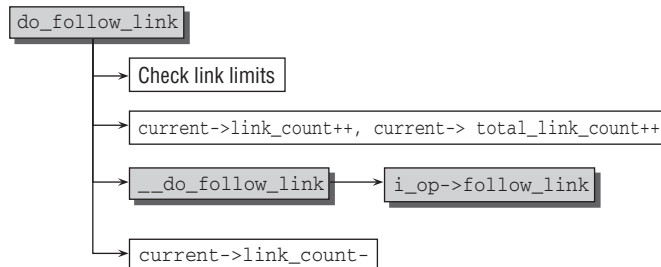 do_follow_link
Check link limits
current->link_count++, current-> total_link_count++
__do_follow_link
i_op->follow_link
current->link_count-